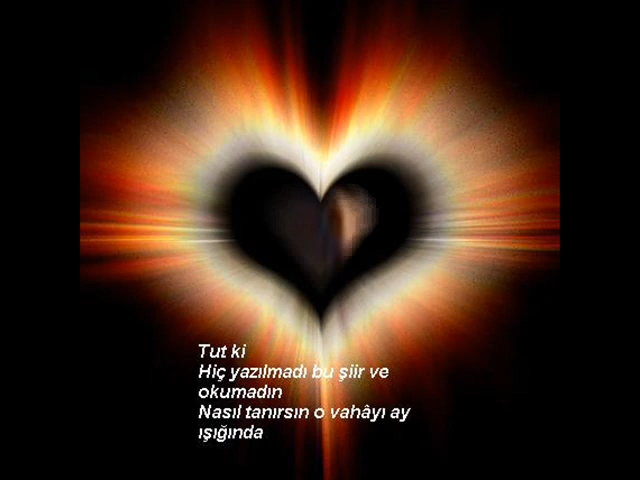 Tut ki
Hiç yazılmadı bu şiir ve
okumadın
Nasıl tanırsın o vahâyı ay
ışığında